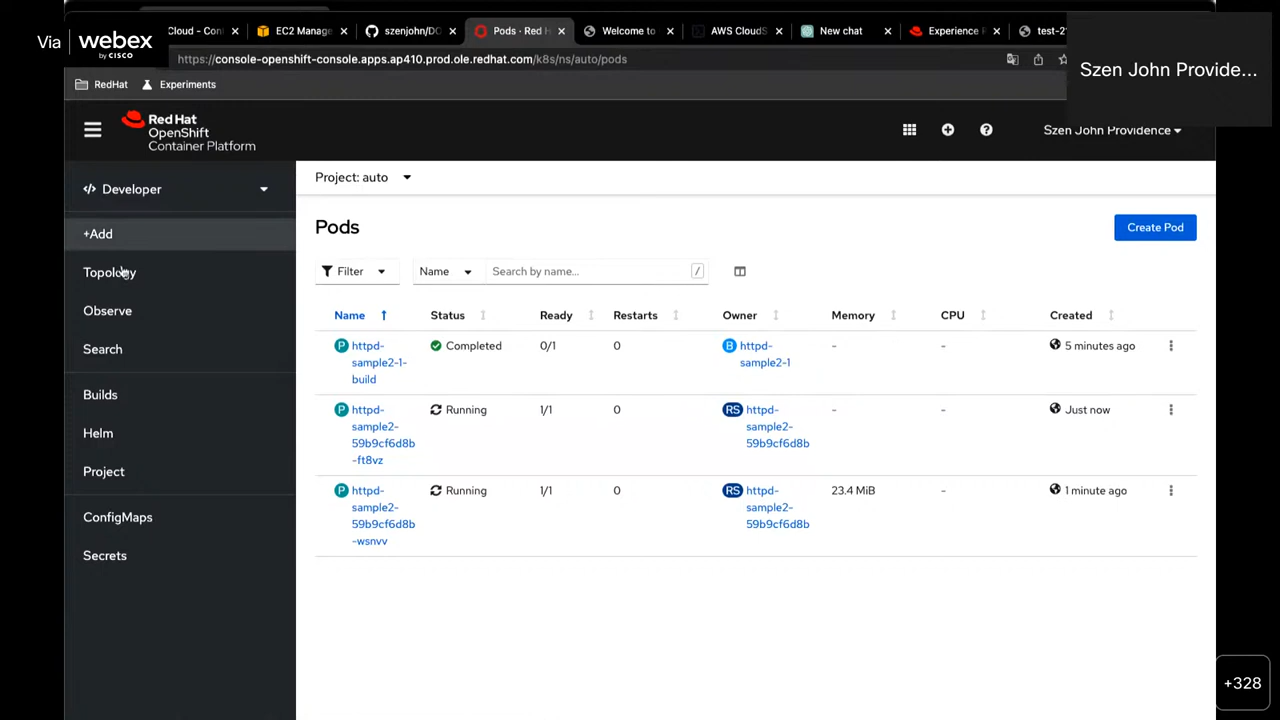 Via
webex
by CISCO
Cloud - Con
EC2 Manage
szenjohn/DO
Pods · Red H
Welcome to
AWS CloudS
New chat
Experience
test-2
https://console-openshift-console.apps.ap410.prod.ole.redhat.com/k8s/ns/auto/pods
Szen John Provide...
RedHat
Experiments
Red Hat
OpenShift
Container Platform
Szen John Providence
Developer
Project: auto
+Add
Topology
Observe
Search
Builds
Helm
Project
ConfigMaps
Secrets
Pods
Create Pod
Filter
Name
Search by name...
/
Name
Status
Ready
Restarts
Owner
Memory
CPU
Created
P
httpd-
sample2-1-
build
Completed
0/1
0
B
httpd-
sample2-1
-
-
5 minutes ago
P
httpd-
sample2-
59b9cf6d8b
-ft8vz
Running
1/1
0
RS
httpd-
sample2-
59b9cf6d8b
-
-
Just now
P
httpd-
sample2-
59b9cf6d8b
-wsnvv
Running
1/1
0
RS
httpd-
sample2-
59b9cf6d8b
23.4 MiB
-
1 minute ago
+328